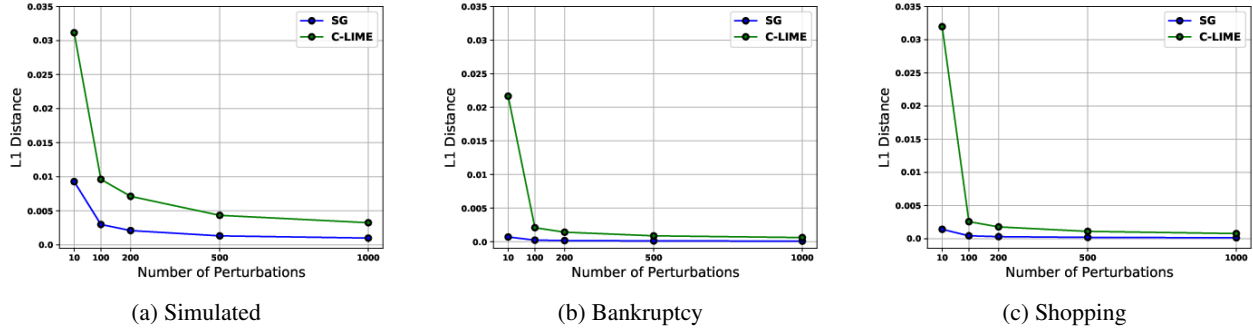 0.035
0.03
0.025
0.02
0.015
0.01
0.005
0.0
L1 Distance
SG
C-LIME
10 100 200 500 1000
Number of Perturbations
(a) Simulated
0.035
0.03
0.025
0.02
0.015
0.01
0.005
0.0
L1 Distance
SG
C-LIME
10 100 200 500 1000
Number of Perturbations
(b) Bankruptcy
0.035
0.03
0.025
0.02
0.015
0.01
0.005
0.0
L1 Distance
SG
C-LIME
10 100 200 500 1000
Number of Perturbations
(c) Shopping